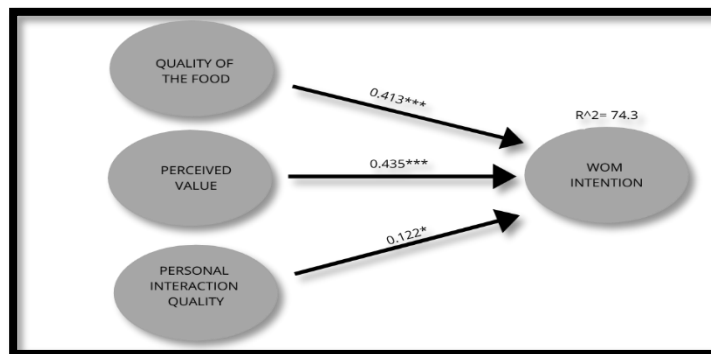 QUALITY OF
THE FOOD
0.413***
R^2= 74.3
PERCEIVED
VALUE
0.435***
WOM
INTENTION
0.122*
PERSONAL
INTERACTION
QUALITY